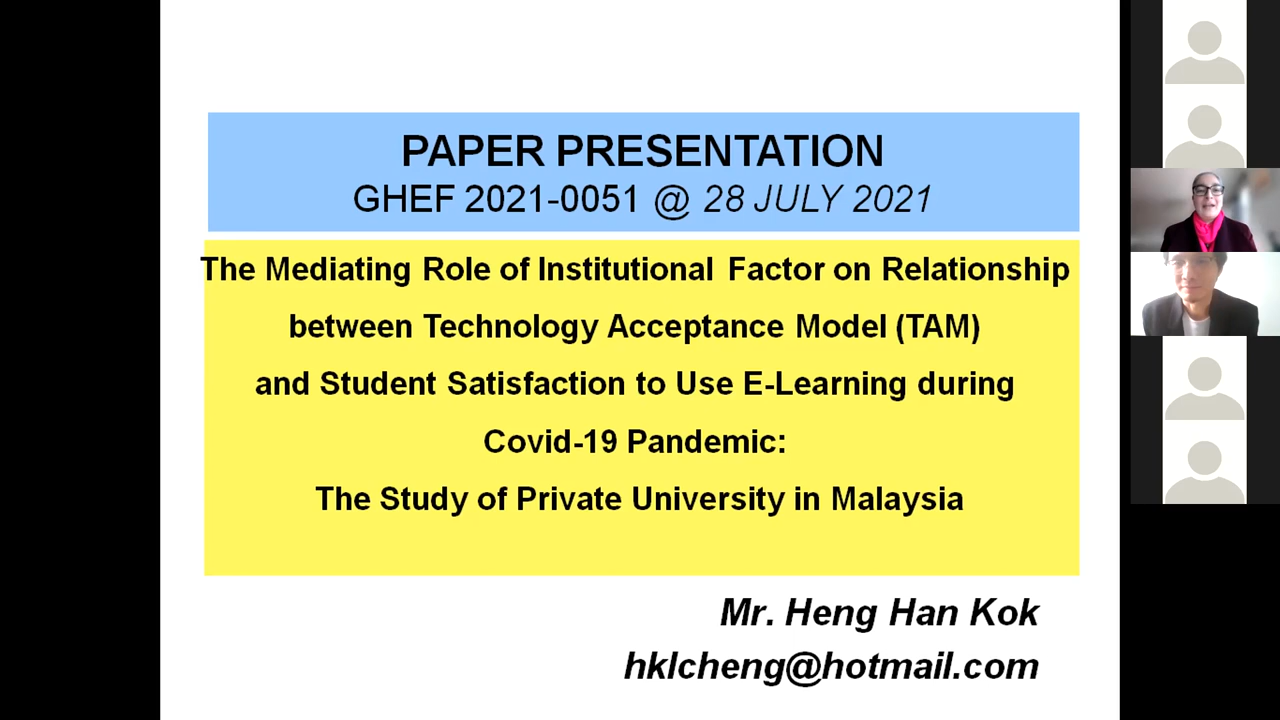 PAPER PRESENTATION
GHEF 2021-0051 @ 28 JULY 2021
The Mediating Role of Institutional Factor on Relationship
between Technology Acceptance Model (TAM)
and Student Satisfaction to Use E-Learning during
Covid-19 Pandemic:
The Study of Private University in Malaysia
Mr. Heng Han Kok
hklcheng@hotmail.com